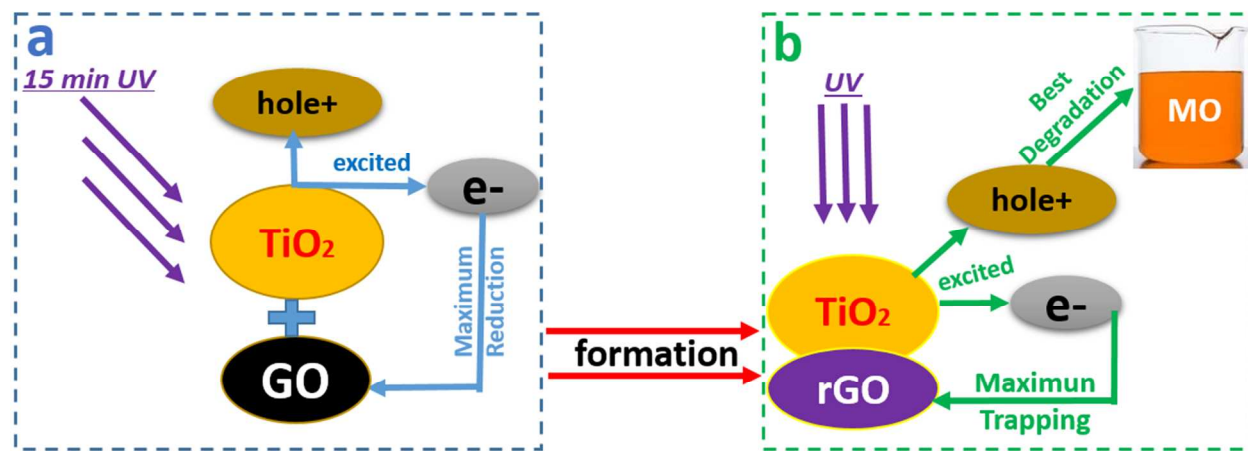 a
15 min UV
hole+
excited
e-
TiO₂
Maximum
Reduction
GO
formation
b
UV
Best
Degradation
MO
hole+
excited
TiO₂
e-
rGO
Maximun
Trapping